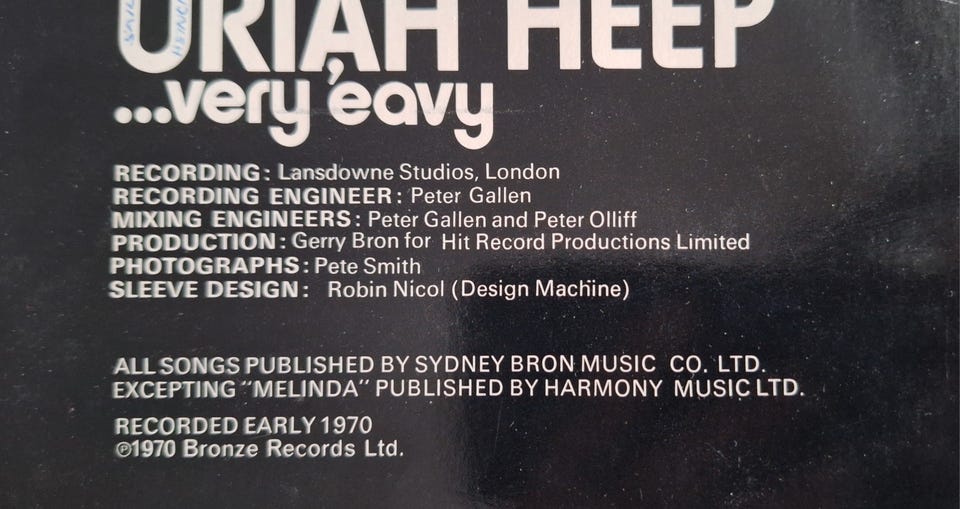 URIAH HEEP
...very 'eavy
RECORDING: Lansdowne Studios, London
RECORDING ENGINEER: Peter Gallen
MIXING ENGINEERS: Peter Gallen and Peter Olliff
PRODUCTION: Gerry Bron for Hit Record Productions Limited
PHOTOGRAPHS: Pete Smith
SLEEVE DESIGN: Robin Nicol (Design Machine)
ALL SONGS PUBLISHED BY SYDNEY BRON MUSIC CO. LTD.
EXCEPTING "MELINDA" PUBLISHED BY HARMONY MUSIC LTD.
RECORDED EARLY 1970
℗1970 Bronze Records Ltd.